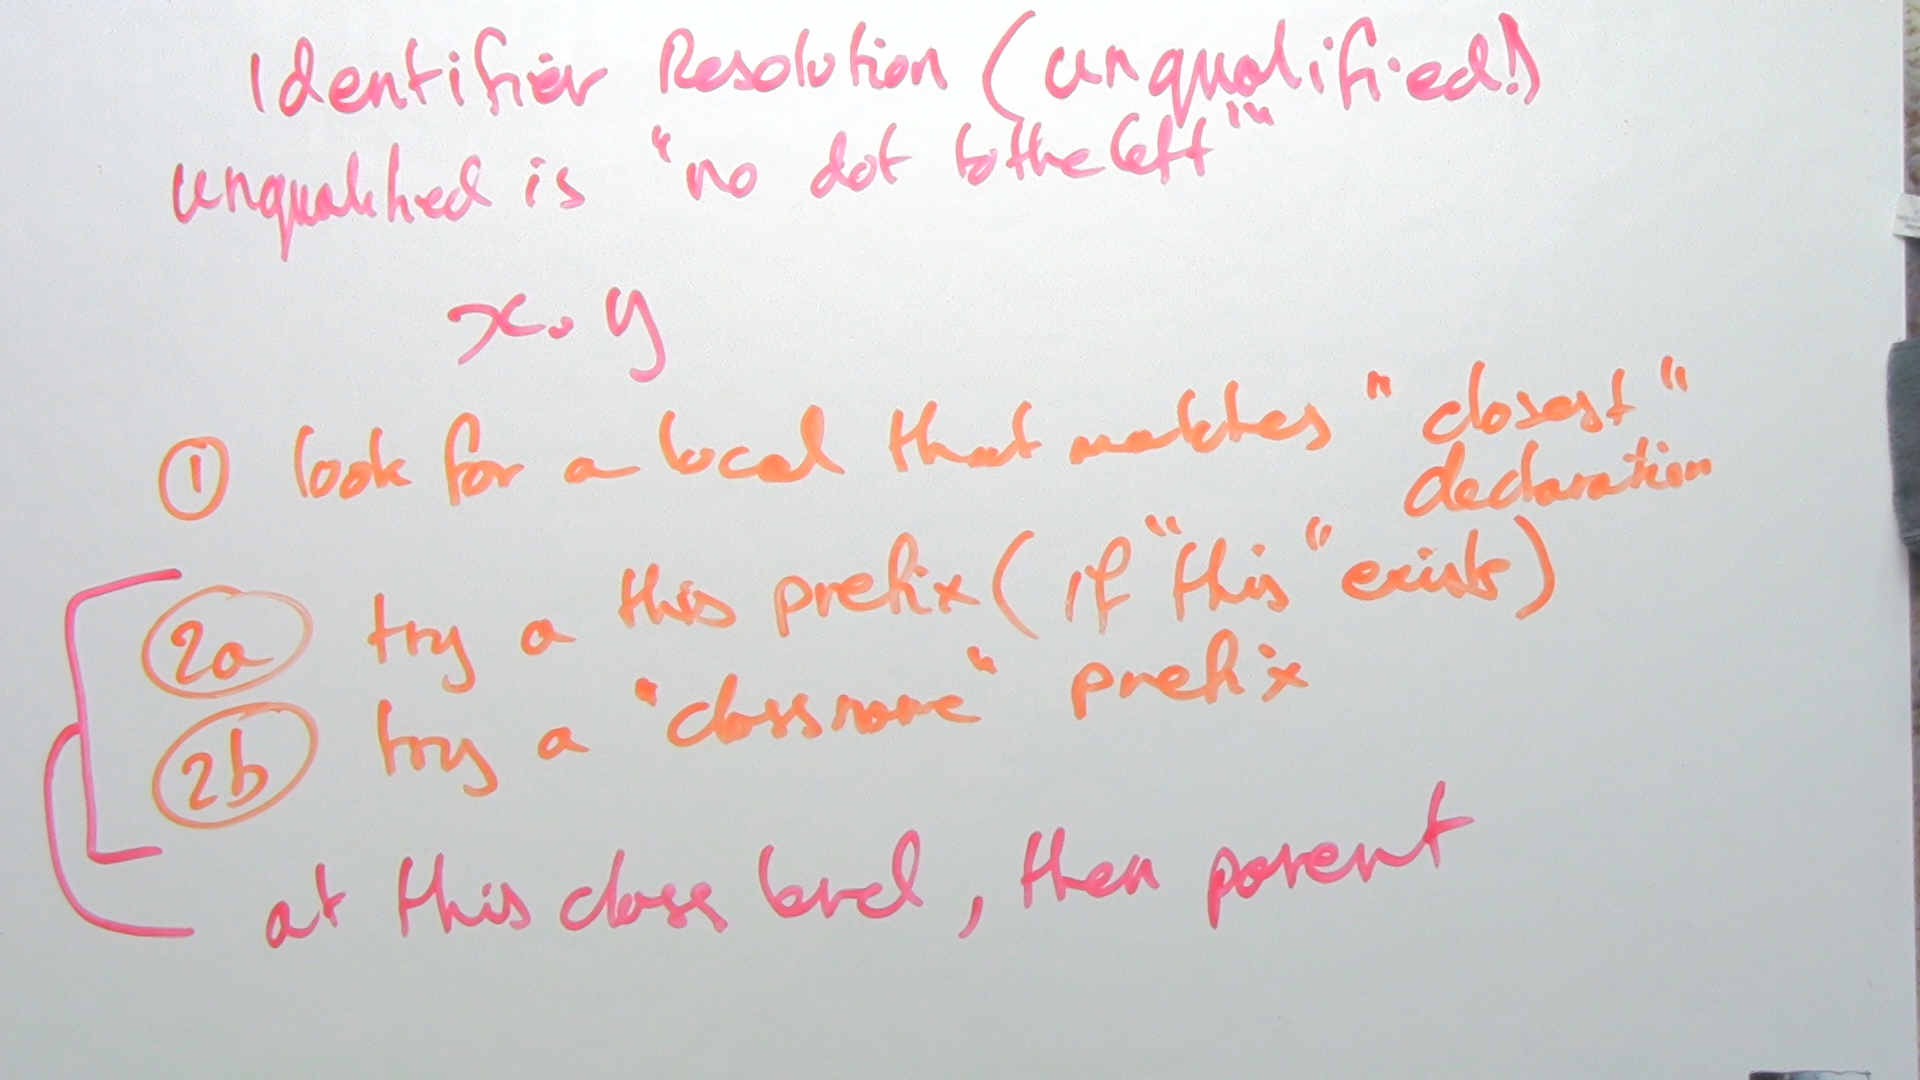 Identifier Resolution (unqualified!)
unqualified is "no dot to the left"
x.y
① look for a local that matches "closest"
declaration
2a try a this prefix (if "this" exists)
2b try a "classname" prefix
at this class level, then parent